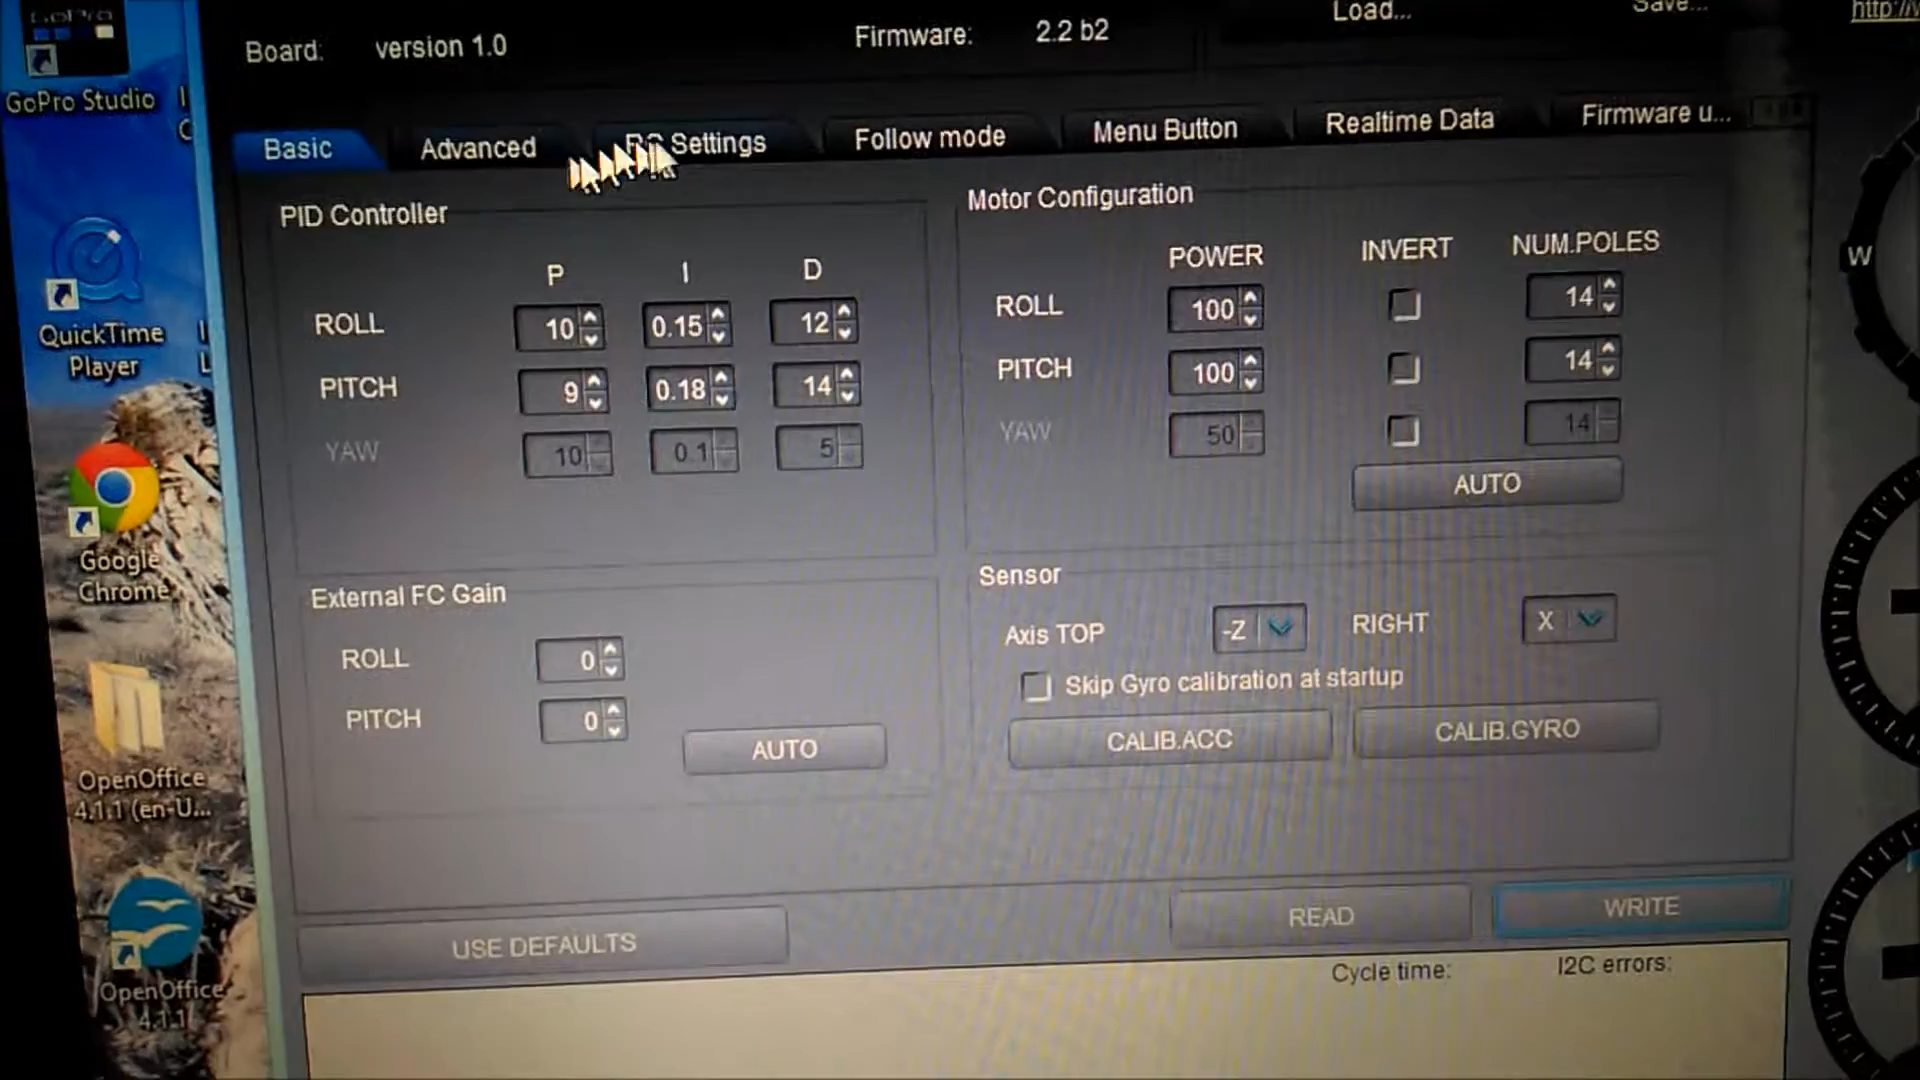 GoPro
GoPro Studio
QuickTime
Player
Google
Chrome
OpenOffice
4.1.1 (en-U...
OpenOffice
4.1.1
Board: version 1.0 Firmware: 2.2 b2 Load... Save...
Basic Advanced RC Settings Follow mode Menu Button Realtime Data Firmware u...
PID Controller
P I D
ROLL 10 0.15 12
PITCH 9 0.18 14
YAW 10 0.1 5
Motor Configuration
POWER INVERT NUM.POLES
ROLL 100 14
PITCH 100 14
YAW 50 14
AUTO
External FC Gain
ROLL 0
PITCH 0
AUTO
Sensor
Axis TOP -Z RIGHT X
Skip Gyro calibration at startup
CALIB.ACC CALIB.GYRO
USE DEFAULTS READ WRITE
Cycle time: I2C errors:
W